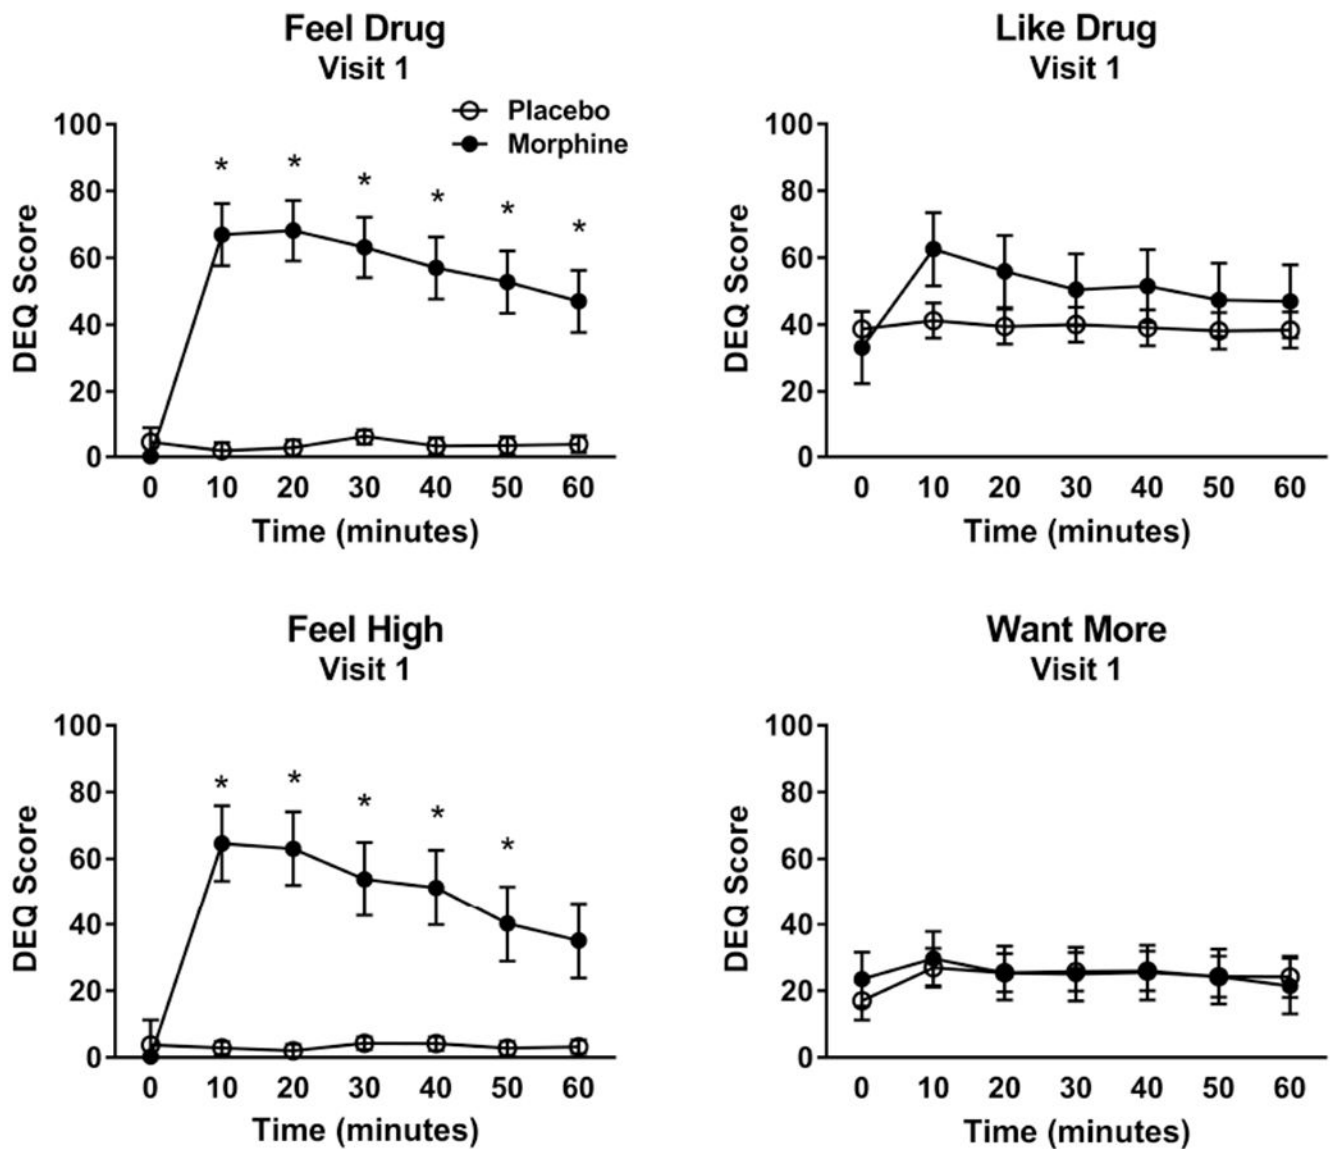 Feel Drug
Visit 1
Placebo
Morphine
DEQ Score
100
80
60
40
20
0
* * * * * *
0 10 20 30 40 50 60
Time (minutes)
Like Drug
Visit 1
DEQ Score
100
80
60
40
20
0
0 10 20 30 40 50 60
Time (minutes)
Feel High
Visit 1
DEQ Score
100
80
60
40
20
0
* * * * *
0 10 20 30 40 50 60
Time (minutes)
Want More
Visit 1
DEQ Score
100
80
60
40
20
0
0 10 20 30 40 50 60
Time (minutes)